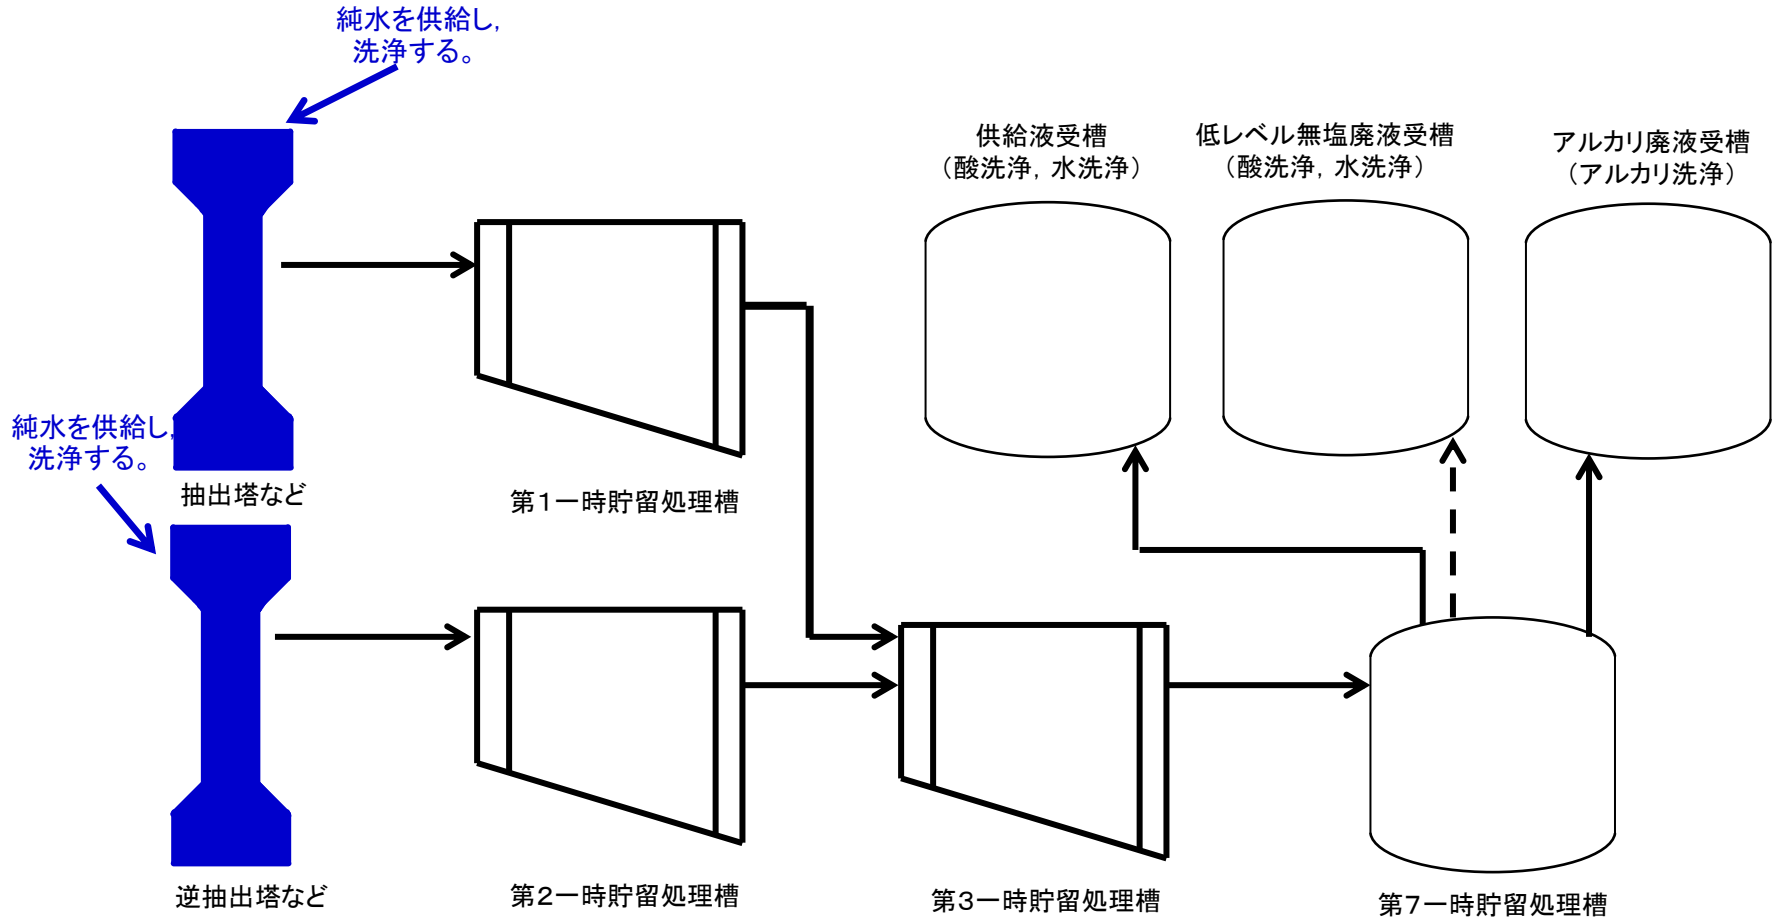 純水を供給し,
洗浄する。
供給液受槽
（酸洗浄, 水洗浄）
低レベル無塩廃液受槽
（酸洗浄, 水洗浄）
アルカリ廃液受槽
（アルカリ洗浄）
純水を供給し,
洗浄する。
抽出塔など
第１一時貯留処理槽
逆抽出塔など
第２一時貯留処理槽
第３一時貯留処理槽
第７一時貯留処理槽